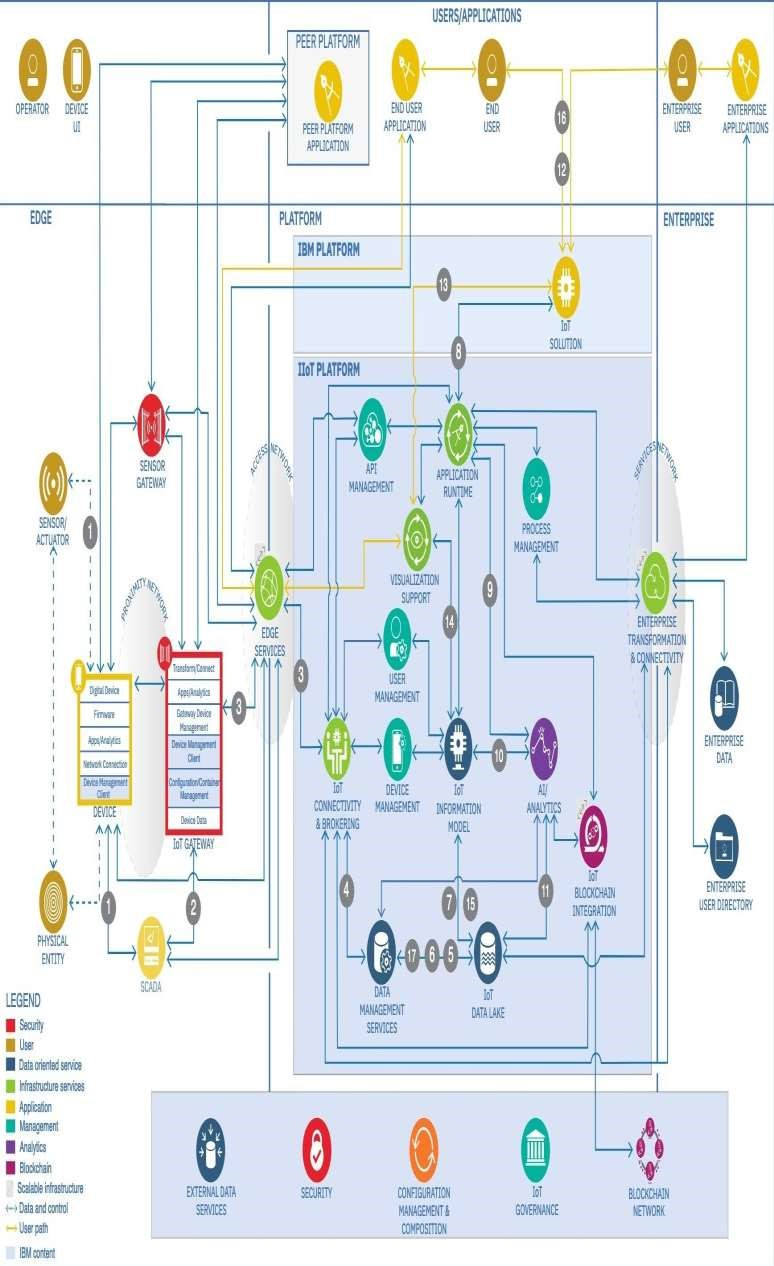 USERS/APPLICATIONS
OPERATOR
DEVICE
UI
PEER PLATFORM
PEER PLATFORM
APPLICATION
END USER
APPLICATION
END
USER
ENTERPRISE
USER
ENTERPRISE
APPLICATIONS
16
12
EDGE
PLATFORM
ENTERPRISE
IBM PLATFORM
13
IoT
SOLUTION
8
IIoT PLATFORM
SENSOR
GATEWAY
API
MANAGEMENT
APPLICATION
RUNTIME
PROCESS
MANAGEMENT
ACCESS NETWORK
SERVICES NETWORK
SENSOR/
ACTUATOR
1
PROXIMITY NETWORK
EDGE
SERVICES
VISUALIZATION
SUPPORT
9
14
ENTERPRISE
TRANSFORMATION
& CONNECTIVITY
USER
MANAGEMENT
3
3
Digital Device
Firmware
Apps/Analytics
Network Connection
Device Management
Client
DEVICE
Transform/Connect
Apps/Analytics
Gateway Device
Management
Device Management
Client
Configuration/Container
Management
Device Data
IoT GATEWAY
IoT
CONNECTIVITY
& BROKERING
DEVICE
MANAGEMENT
IoT
INFORMATION
MODEL
10
AI/
ANALYTICS
ENTERPRISE
DATA
IoT
BLOCKCHAIN
INTEGRATION
ENTERPRISE
USER DIRECTORY
1
2
4
7
15
11
PHYSICAL
ENTITY
SCADA
17
6
5
DATA
MANAGEMENT
SERVICES
IoT
DATA LAKE
LEGEND
Security
User
Data oriented service
Infrastructure services
Application
Management
Analytics
Blockchain
Scalable infrastructure
Data and control
User path
IBM content
EXTERNAL DATA
SERVICES
SECURITY
CONFIGURATION
MANAGEMENT &
COMPOSITION
IoT
GOVERNANCE
BLOCKCHAIN
NETWORK